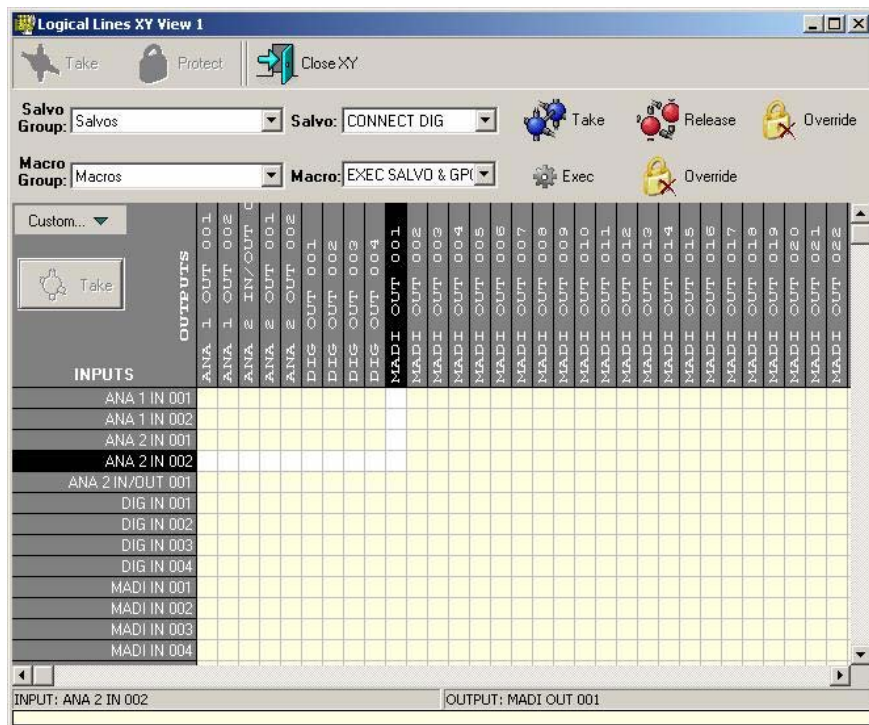 Logical Lines XY View 1
Take
Protect
Close XY
Salvo Group:
Salvos
Salvo:
CONNECT DIG
Take
Release
Override
Macro Group:
Macros
Macro:
EXEC SALVO & GP(
Exec
Override
Custom...
Take
OUTPUTS
INPUTS
ANA 1 OUT 001
ANA 1 OUT 002
ANA 2 IN/OUT
ANA 2 OUT 001
ANA 2 OUT 002
DIG OUT 001
DIG OUT 002
DIG OUT 003
DIG OUT 004
MADI OUT 001
MADI OUT 002
MADI OUT 003
MADI OUT 004
MADI OUT 005
MADI OUT 006
MADI OUT 007
MADI OUT 008
MADI OUT 009
MADI OUT 010
MADI OUT 011
MADI OUT 012
MADI OUT 013
MADI OUT 014
MADI OUT 015
MADI OUT 016
MADI OUT 017
MADI OUT 018
MADI OUT 019
MADI OUT 020
MADI OUT 021
MADI OUT 022
ANA 1 IN 001
ANA 1 IN 002
ANA 2 IN 001
ANA 2 IN 002
ANA 2 IN/OUT 001
DIG IN 001
DIG IN 002
DIG IN 003
DIG IN 004
MADI IN 001
MADI IN 002
MADI IN 003
MADI IN 004
INPUT: ANA 2 IN 002
OUTPUT: MADI OUT 001